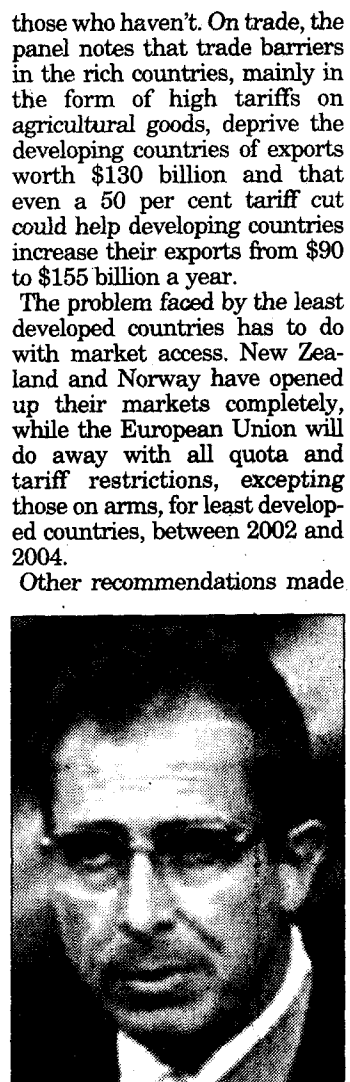 those who haven't. On trade, the
panel notes that trade barriers
in the rich countries, mainly in
the form of high tariffs on
agricultural goods, deprive the
developing countries of exports
worth $130 billion and that
even a 50 per cent tariff cut
could help developing countries
increase their exports from $90
to $155 billion a year.
The problem faced by the least
developed countries has to do
with market access. New Zea-
land and Norway have opened
up their markets completely,
while the European Union will
do away with all quota and
tariff restrictions, excepting
those on arms, for least develop-
ed countries, between 2002 and
2004.
Other recommendations made